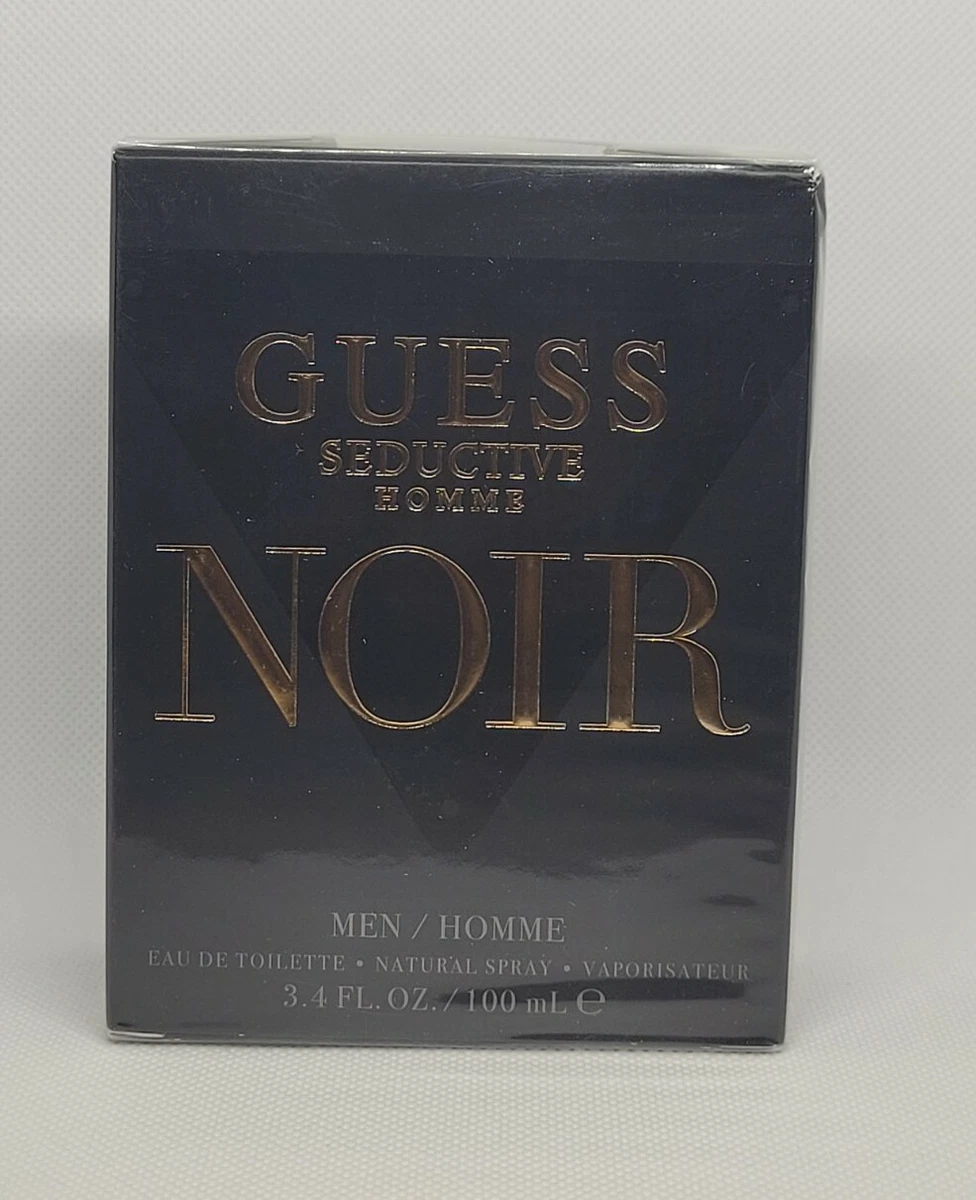 GUESS
SEDUCTIVE
HOMME
NOIR
MEN / HOMME
EAU DE TOILETTE • NATURAL SPRAY • VAPORISATEUR
3.4 FL. OZ. / 100 mL ℮